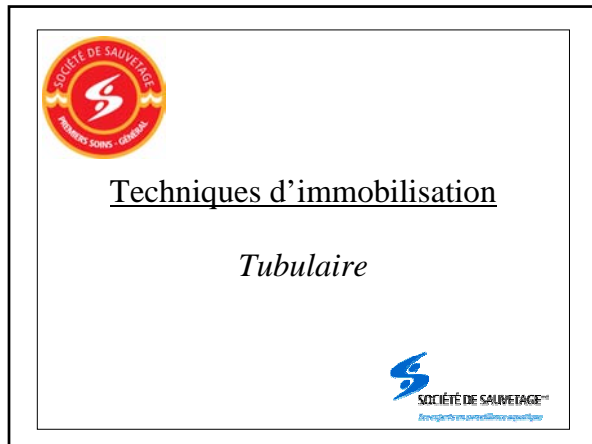 SOCIÉTÉ DE SAUVETAGE
PREMIERS SOINS - GÉNÉRAL
Techniques d’immobilisation
Tubulaire
SOCIÉTÉ DE SAUVETAGE